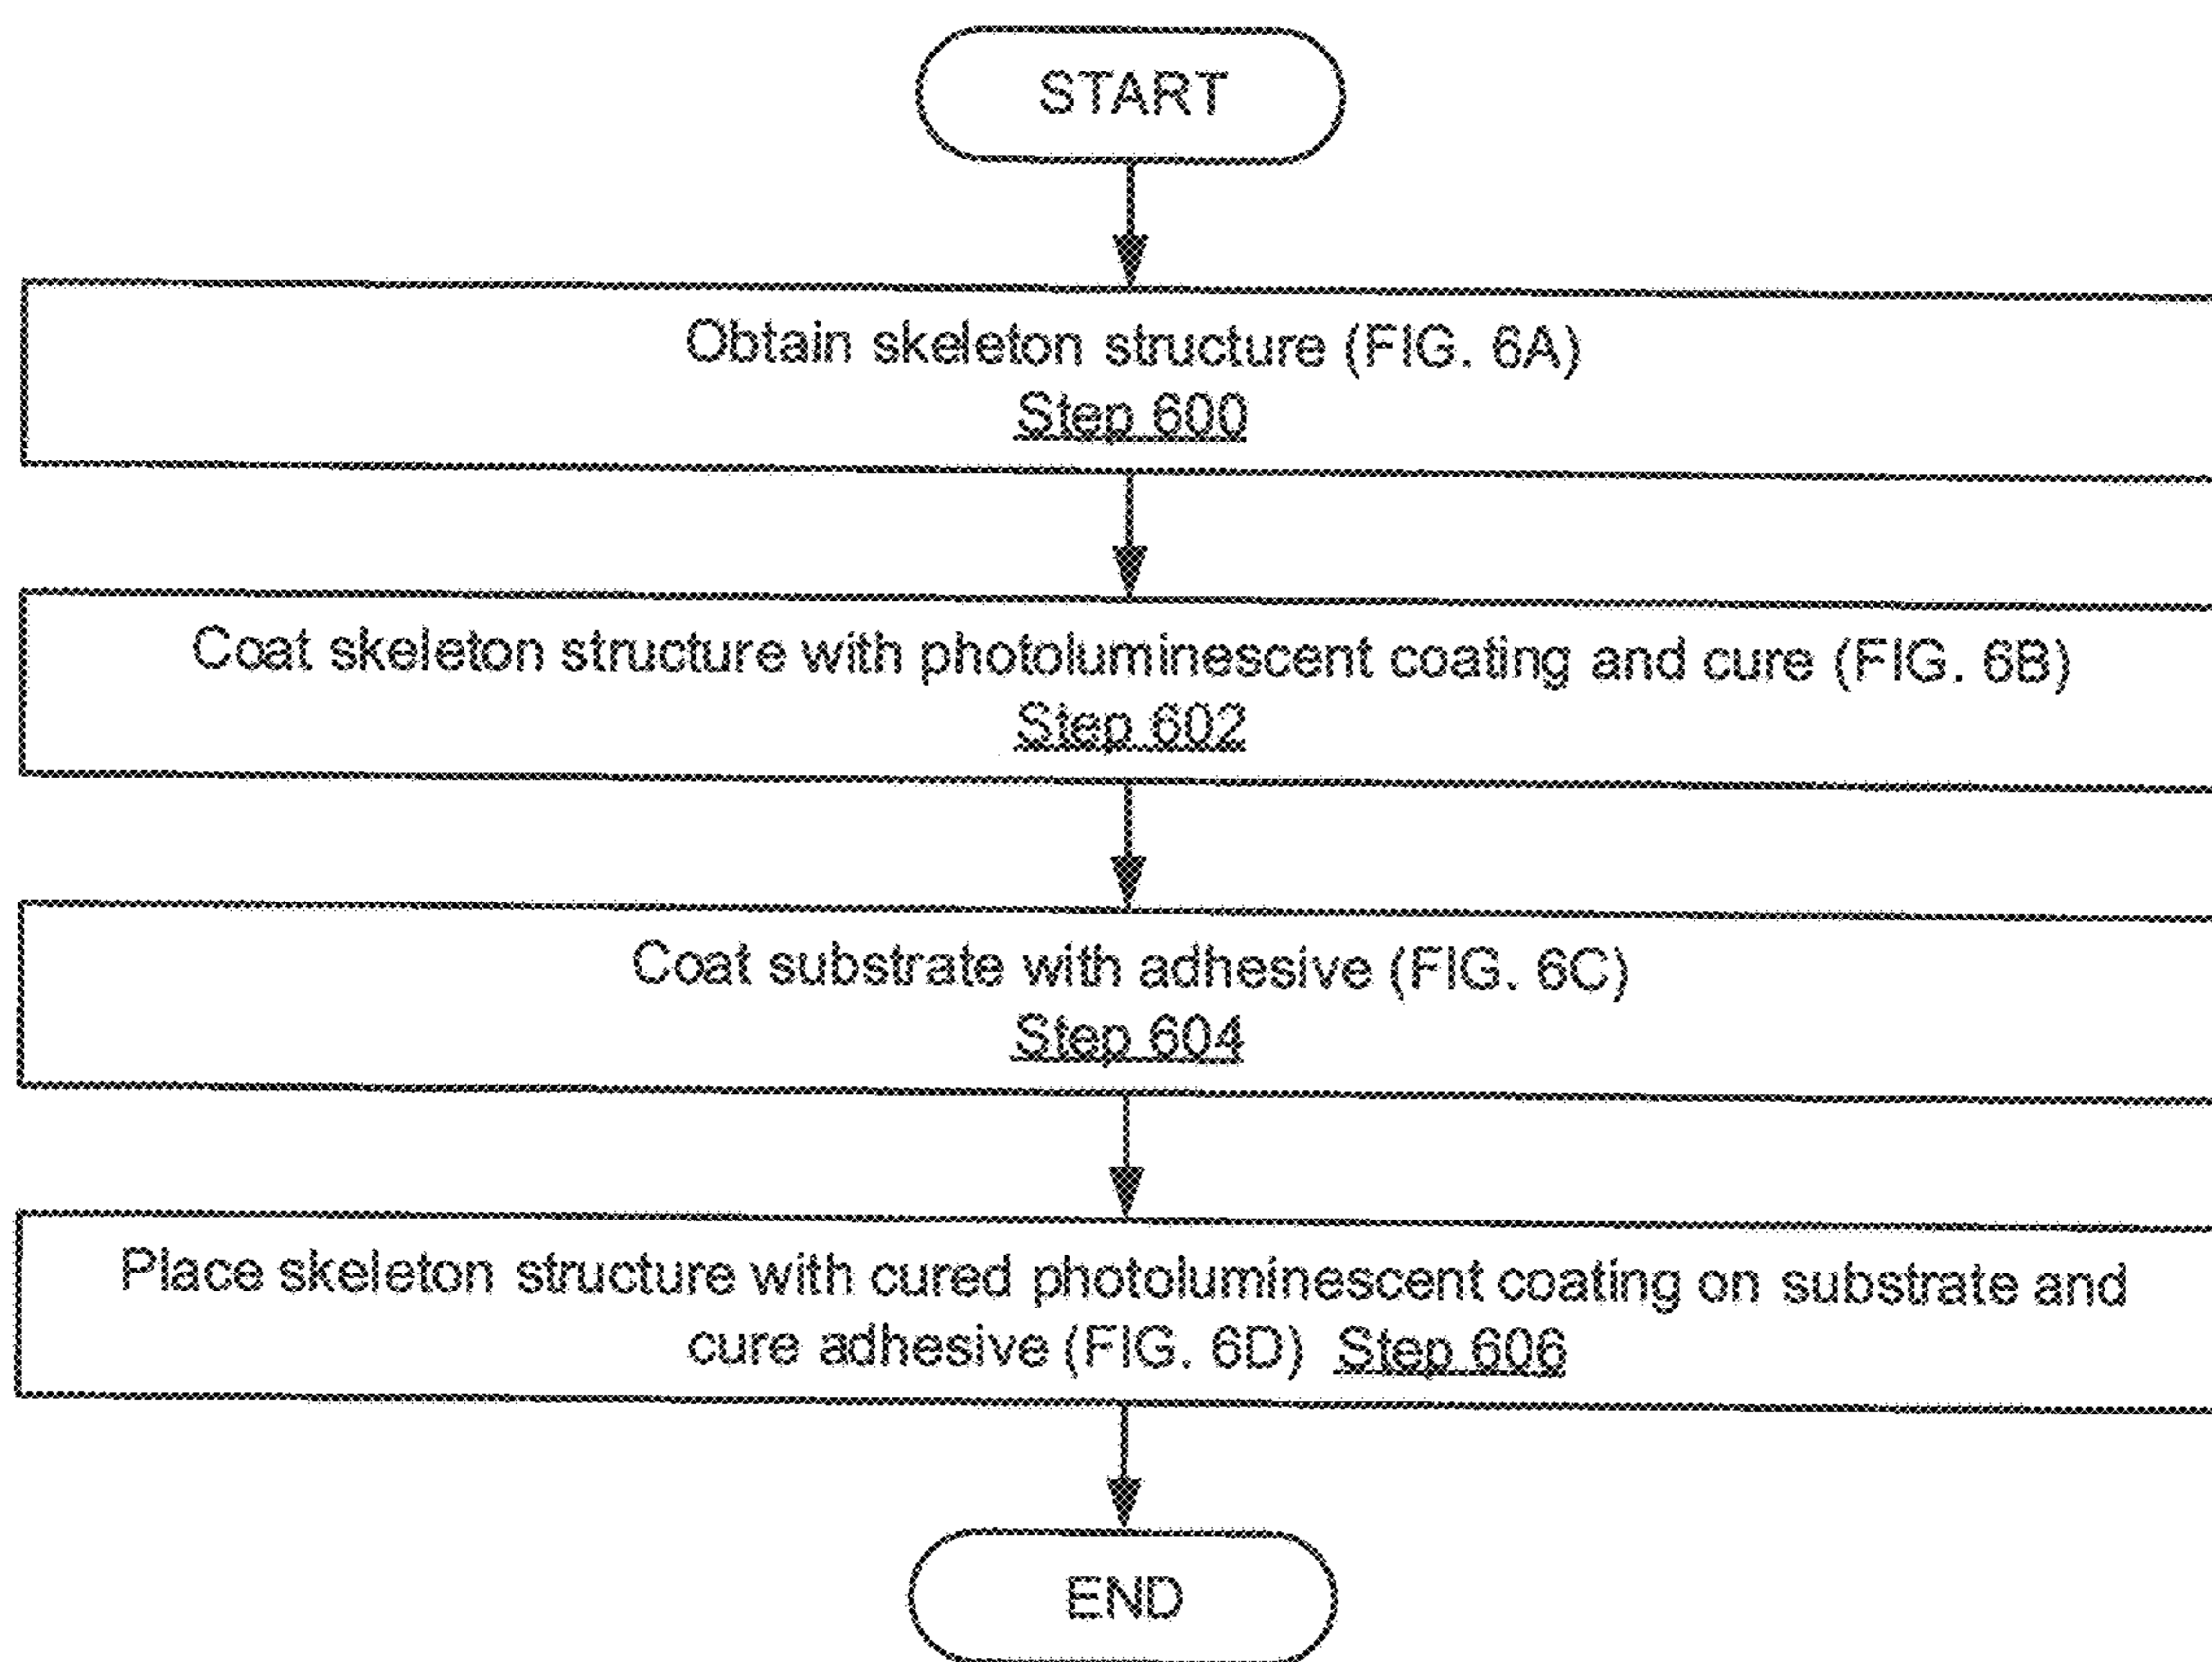 START
Obtain skeleton structure (FIG. 6A)
Step 600
Coat skeleton structure with photoluminescent coating and cure (FIG. 6B)
Step 602
Coat substrate with adhesive (FIG. 6C)
Step 604
Place skeleton structure with cured photoluminescent coating on substrate and
cure adhesive (FIG. 6D) Step 606
END